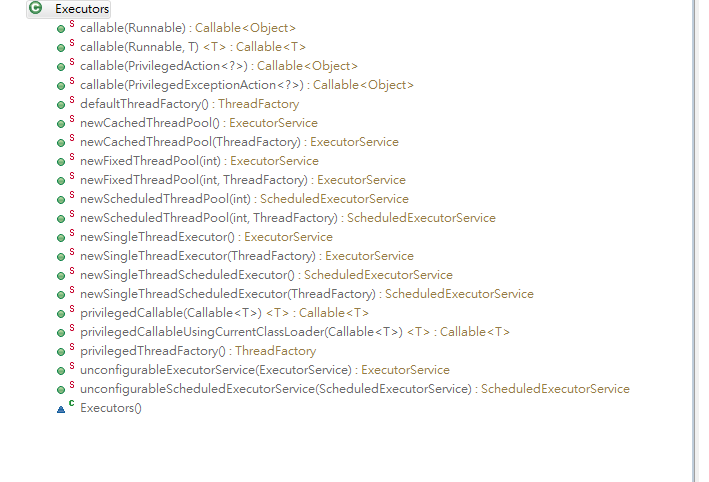 Executors
callable(Runnable) : Callable<Object>
callable(Runnable, T) <T> : Callable<T>
callable(PrivilegedAction<?>) : Callable<Object>
callable(PrivilegedExceptionAction<?>) : Callable<Object>
defaultThreadFactory() : ThreadFactory
newCachedThreadPool() : ExecutorService
newCachedThreadPool(ThreadFactory) : ExecutorService
newFixedThreadPool(int) : ExecutorService
newFixedThreadPool(int, ThreadFactory) : ExecutorService
newScheduledThreadPool(int) : ScheduledExecutorService
newScheduledThreadPool(int, ThreadFactory) : ScheduledExecutorService
newSingleThreadExecutor() : ExecutorService
newSingleThreadExecutor(ThreadFactory) : ExecutorService
newSingleThreadScheduledExecutor() : ScheduledExecutorService
newSingleThreadScheduledExecutor(ThreadFactory) : ScheduledExecutorService
privilegedCallable(Callable<T>) <T> : Callable<T>
privilegedCallableUsingCurrentClassLoader(Callable<T>) <T> : Callable<T>
privilegedThreadFactory() : ThreadFactory
unconfigurableExecutorService(ExecutorService) : ExecutorService
unconfigurableScheduledExecutorService(ScheduledExecutorService) : ScheduledExecutorService
Executors()